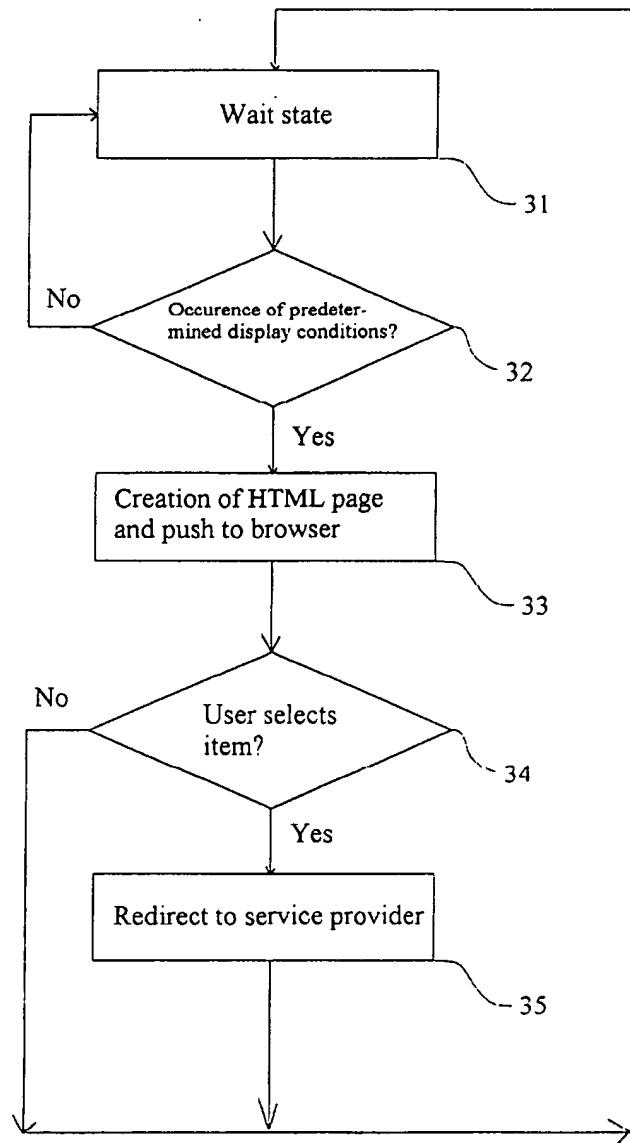 Wait state
31
No
Occurence of predeter-
mined display conditions?
32
Yes
Creation of HTML page
and push to browser
33
No
User selects
item?
34
Yes
Redirect to service provider
35